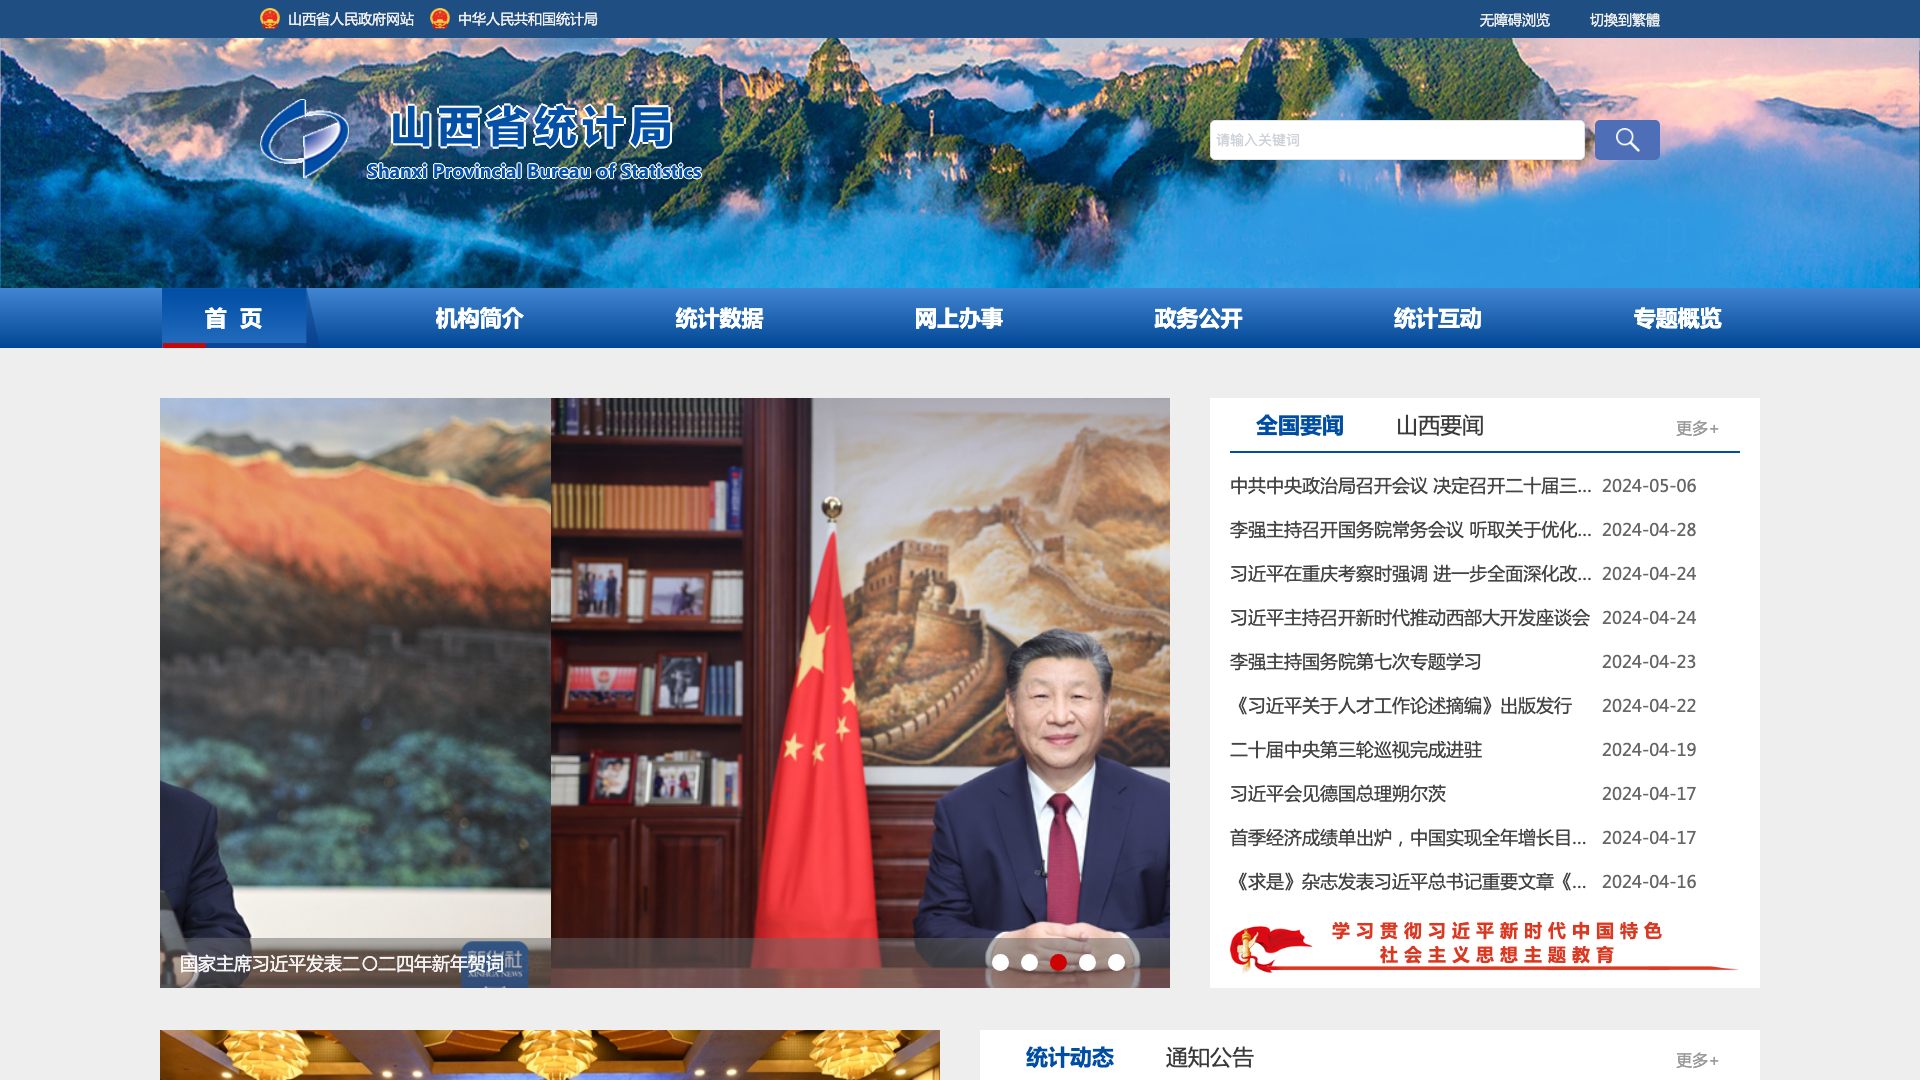 山西省人民政府网站 中华人民共和国统计局 无障碍浏览 切換到繁體
山西省统计局
Shanxi Provincial Bureau of Statistics
请输入关键词
首 页 机构简介 统计数据 网上办事 政务公开 统计互动 专题概览
全国要闻 山西要闻 更多+
中共中央政治局召开会议 决定召开二十届三... 2024-05-06
李强主持召开国务院常务会议 听取关于优化... 2024-04-28
习近平在重庆考察时强调 进一步全面深化改... 2024-04-24
习近平主持召开新时代推动西部大开发座谈会 2024-04-24
李强主持国务院第七次专题学习 2024-04-23
《习近平关于人才工作论述摘编》出版发行 2024-04-22
二十届中央第三轮巡视完成进驻 2024-04-19
习近平会见德国总理朔尔茨 2024-04-17
首季经济成绩单出炉，中国实现全年增长目... 2024-04-17
《求是》杂志发表习近平总书记重要文章《... 2024-04-16
学习贯彻习近平新时代中国特色
社会主义思想主题教育
新华社
XINHUA NEWS
国家主席习近平发表二〇二四年新年贺词
统计动态 通知公告 更多+